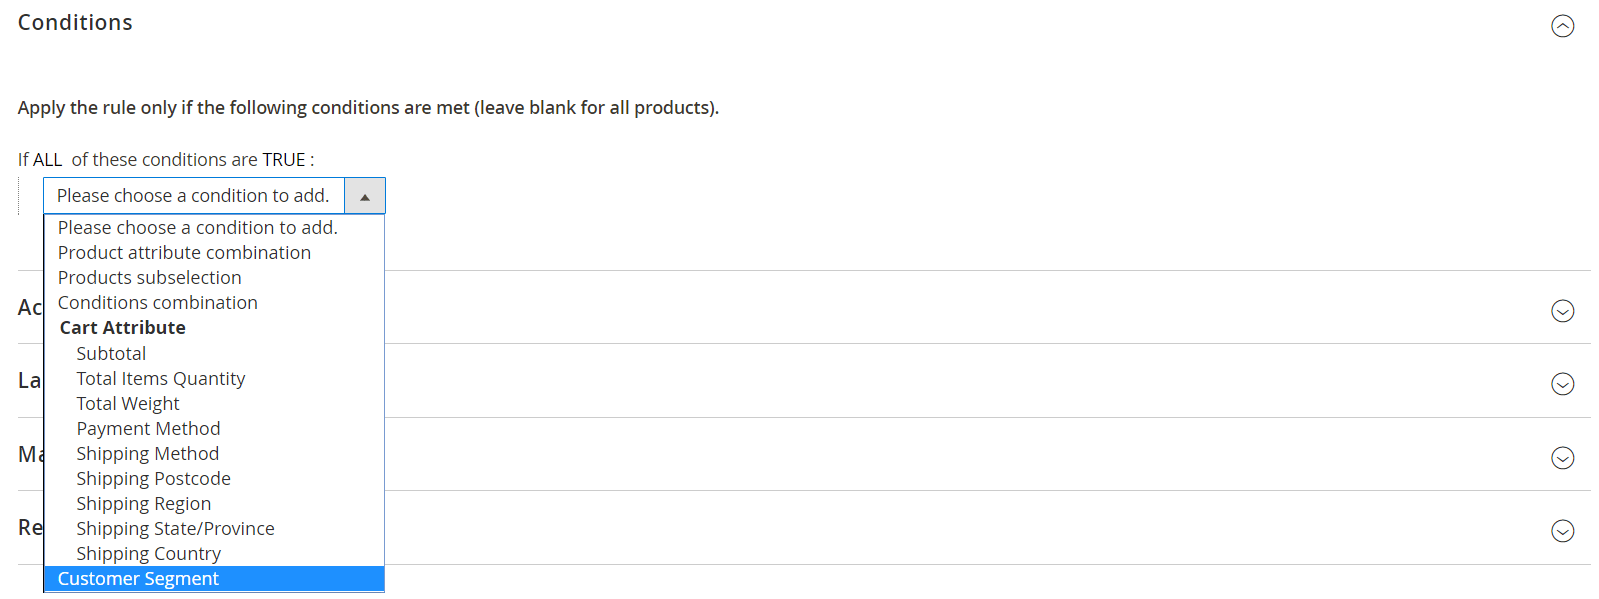 Conditions
Apply the rule only if the following conditions are met (leave blank for all products).
If ALL of these conditions are TRUE :
Please choose a condition to add.
Please choose a condition to add.
Product attribute combination
Products subselection
Conditions combination
Cart Attribute
Subtotal
Total Items Quantity
Total Weight
Payment Method
Shipping Method
Shipping Postcode
Shipping Region
Shipping State/Province
Shipping Country
Customer Segment
Ac
La
Ma
Re